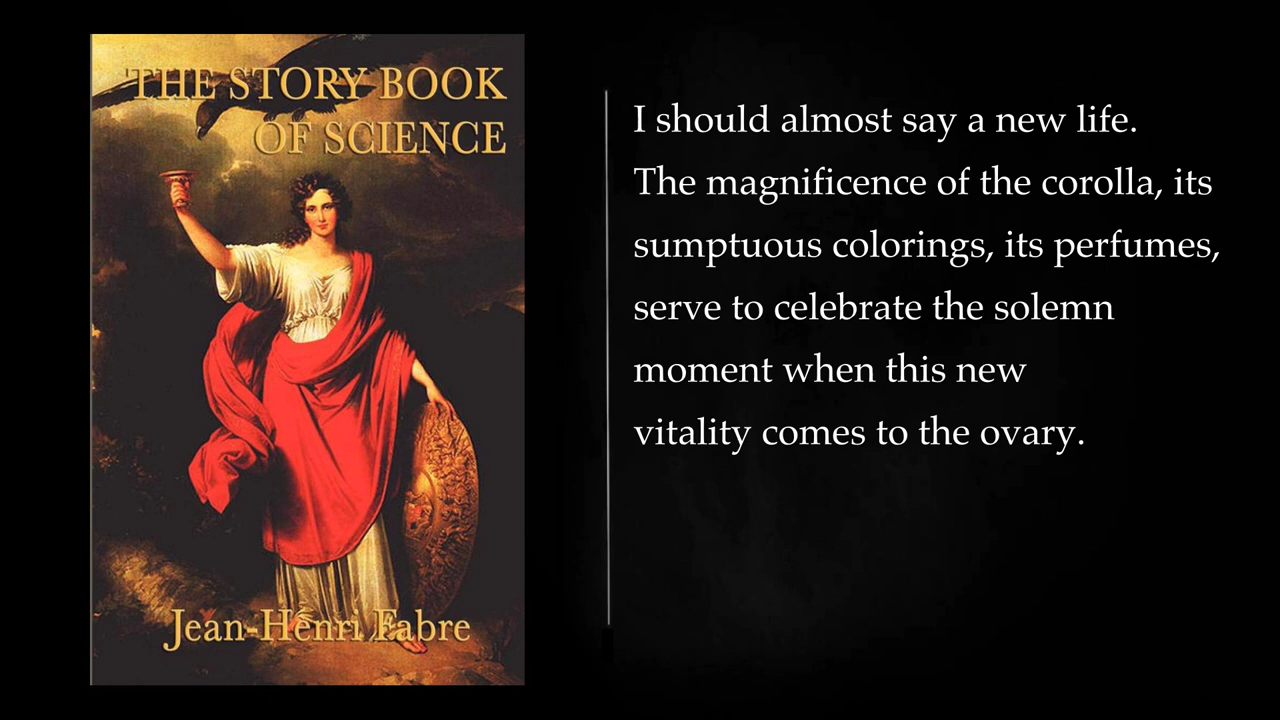 THE STORY BOOK
OF SCIENCE
Jean-Henri Fabre
I should almost say a new life.
The magnificence of the corolla, its
sumptuous colorings, its perfumes,
serve to celebrate the solemn
moment when this new
vitality comes to the ovary.